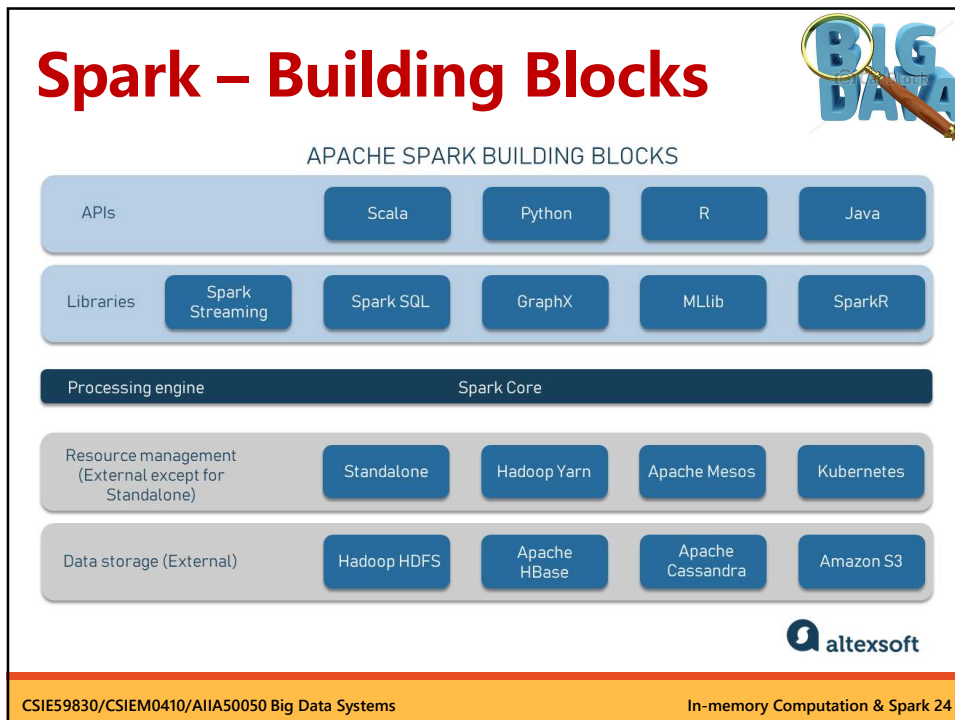 Spark – Building Blocks
BIG
DATA
APACHE SPARK BUILDING BLOCKS
APIs
Scala
Python
R
Java
Libraries
Spark
Streaming
Spark SQL
GraphX
MLlib
SparkR
Processing engine
Spark Core
Resource management
(External except for
Standalone)
Standalone
Hadoop Yarn
Apache Mesos
Kubernetes
Data storage (External)
Hadoop HDFS
Apache
HBase
Apache
Cassandra
Amazon S3
altexsoft
CSIE59830/CSIEM0410/AIIA50050 Big Data Systems
In-memory Computation & Spark 24